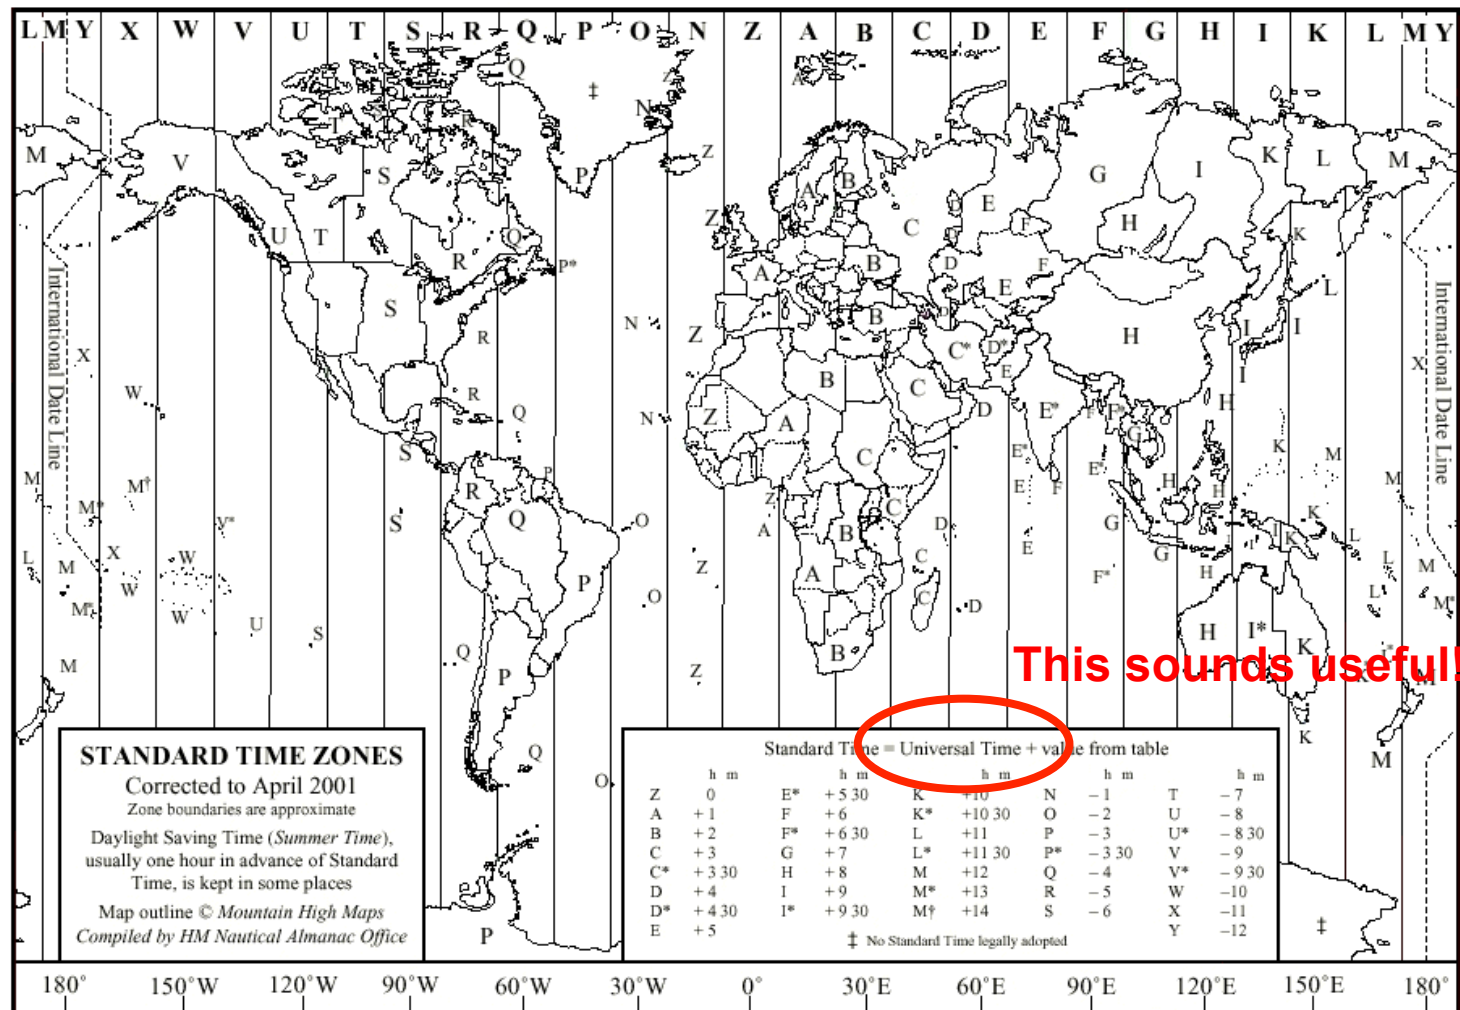 L M Y X W V U T S R Q P O N Z A B C D E F G H I K L M Y
International Date Line
International Date Line
This sounds useful!
STANDARD TIME ZONES
Corrected to April 2001
Zone boundaries are approximate
Daylight Saving Time (Summer Time),
usually one hour in advance of Standard
Time, is kept in some places
Map outline © Mountain High Maps
Compiled by HM Nautical Almanac Office
Standard Time = Universal Time + value from table
h m h m h m h m h m
Z 0 E* +5 30 K +10 N –1 T –7
A +1 F +6 K* +10 30 O –2 U –8
B +2 F* +6 30 L +11 P –3 U* –8 30
C +3 G +7 L* +11 30 P* –3 30 V –9
C* +3 30 H +8 M +12 Q –4 V* –9 30
D +4 I +9 M* +13 R –5 W –10
D* +4 30 I* +9 30 M† +14 S –6 X –11
E +5 Y –12
‡ No Standard Time legally adopted
180° 150°W 120°W 90°W 60°W 30°W 0° 30°E 60°E 90°E 120°E 150°E 180°